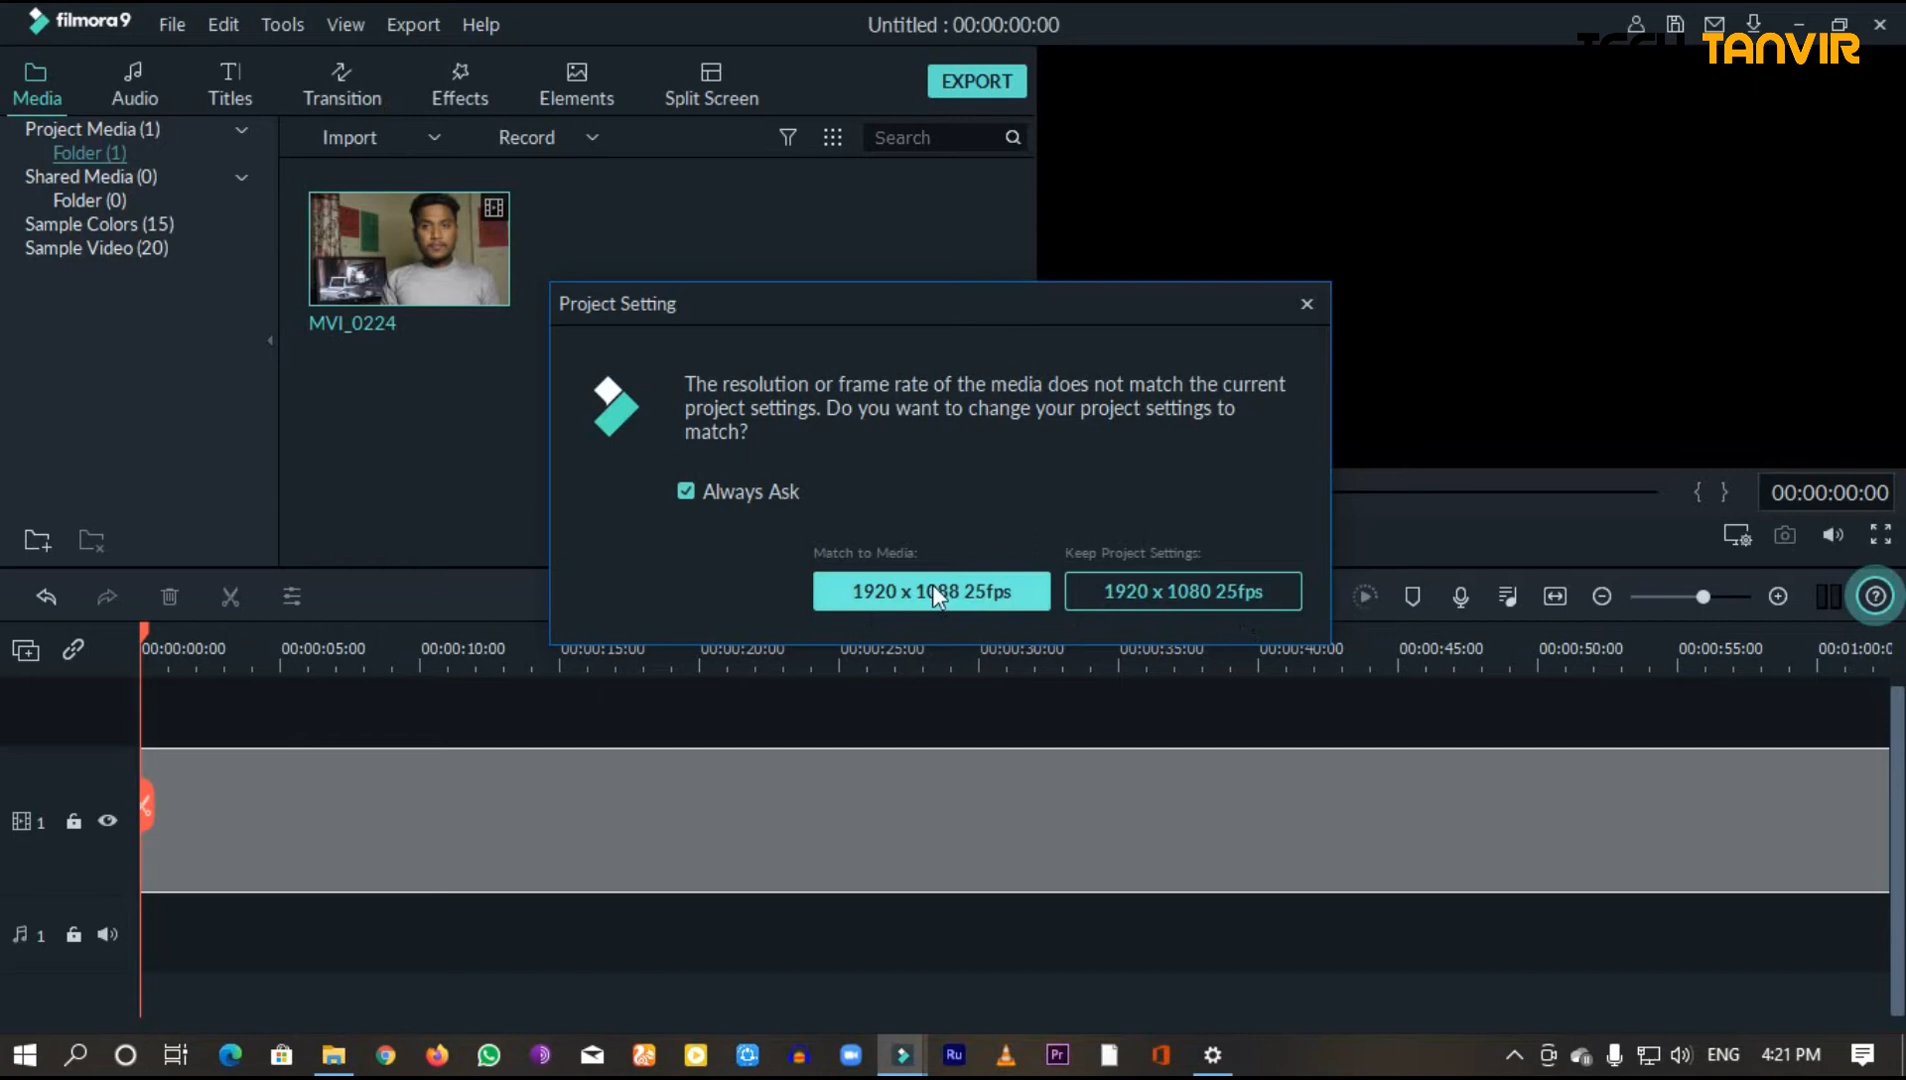 filmora9 File Edit Tools View Export Help Untitled : 00:00:00:00
TECH TANVIR
Media Audio Titles Transition Effects Elements Split Screen EXPORT
Project Media (1) Import Record Search
Folder (1)
Shared Media (0)
Folder (0)
Sample Colors (15)
Sample Video (20)
MVI_0224
Project Setting
The resolution or frame rate of the media does not match the current
project settings. Do you want to change your project settings to
match?
Always Ask
00:00:00:00
Match to Media: Keep Project Settings:
1920 x 1088 25fps 1920 x 1080 25fps
00:00:00:00 00:00:05:00 00:00:10:00 00:00:15:00 00:00:20:00 00:00:25:00 00:00:30:00 00:00:35:00 00:00:40:00 00:00:45:00 00:00:50:00 00:00:55:00 00:01:00:0
1
1
Ru Pr ENG 4:21 PM